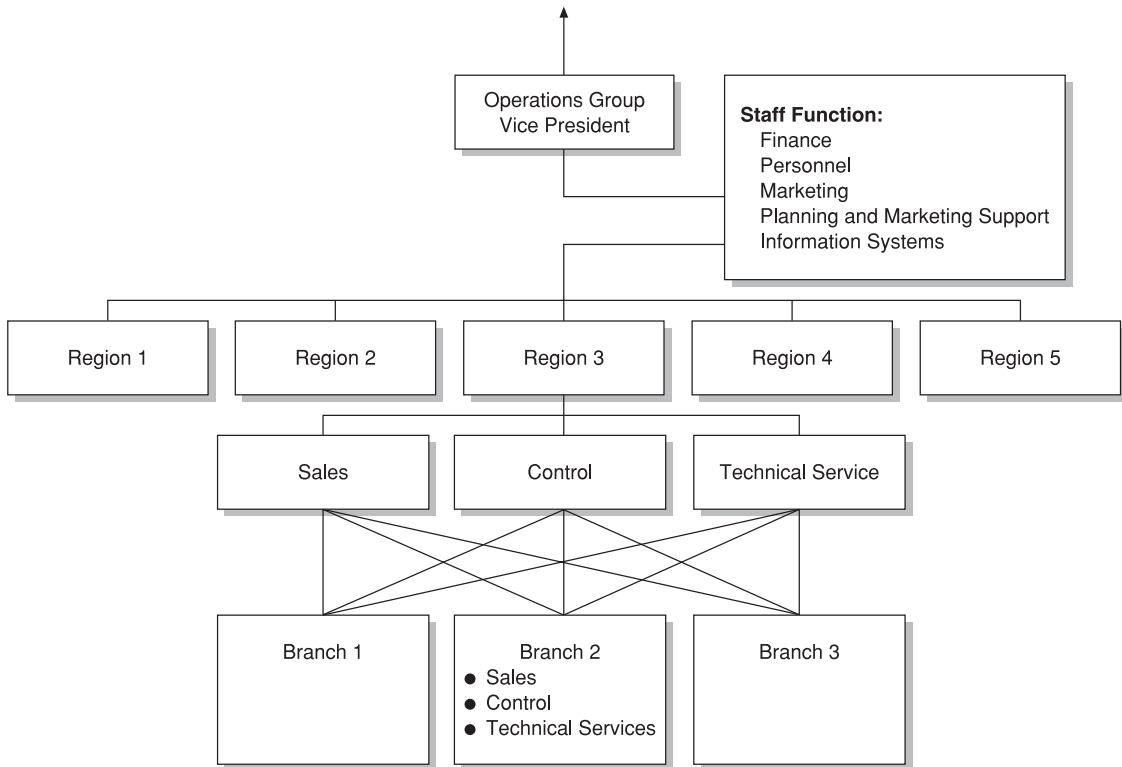 Operations Group
Vice President
Staff Function:
Finance
Personnel
Marketing
Planning and Marketing Support
Information Systems
Region 1
Region 2
Region 3
Region 4
Region 5
Sales
Control
Technical Service
Branch 1
Branch 2
● Sales
● Control
● Technical Services
Branch 3